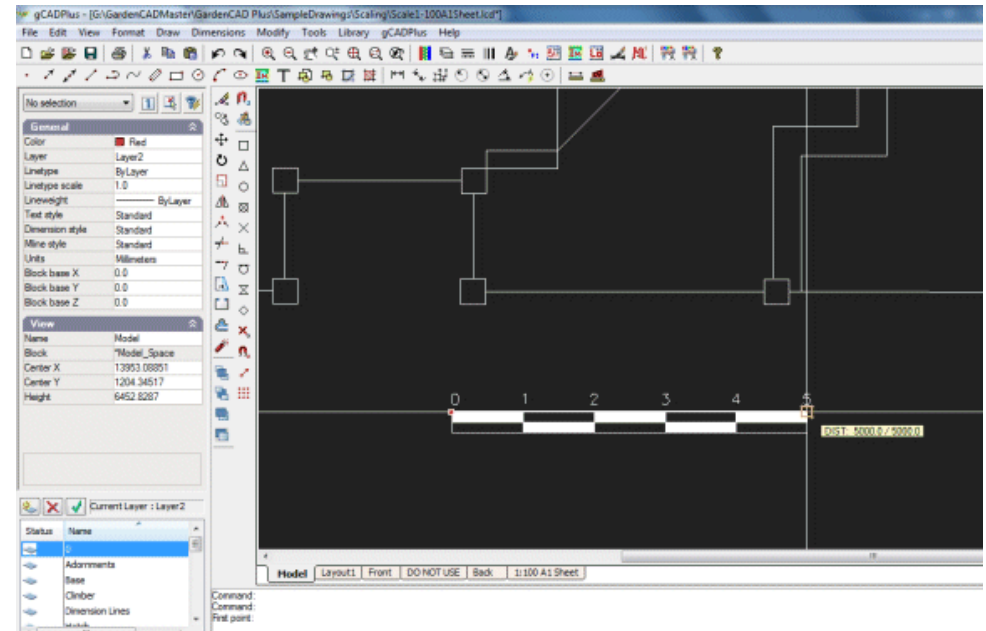 gCADPlus - [G:\GardenCADMaster\GardenCAD Plus\SampleDrawings\Scaling\Scale1-100A1Sheet.lcd*]
File Edit View Format Draw Dimensions Modify Tools Library gCADPlus Help
No selection
General
Color Red
Layer Layer2
Linetype ByLayer
Linetype scale 1.0
Lineweight ByLayer
Text style Standard
Dimension style Standard
Mline style Standard
Units Millimeters
Block base X 0.0
Block base Y 0.0
Block base Z 0.0
View
Name Model
Block *Model_Space
Center X 13953.08851
Center Y 1204.34517
Height 6452.8287
0 1 2 3 4 5
DIST: 5000.0 / 5000.0
Current Layer : Layer2
Status Name
0
Adornments
Base
Climber
Dimension Lines
Hatch
Model Layout1 Front DO NOT USE Back 1:100 A1 Sheet
Command:
Command:
First point: